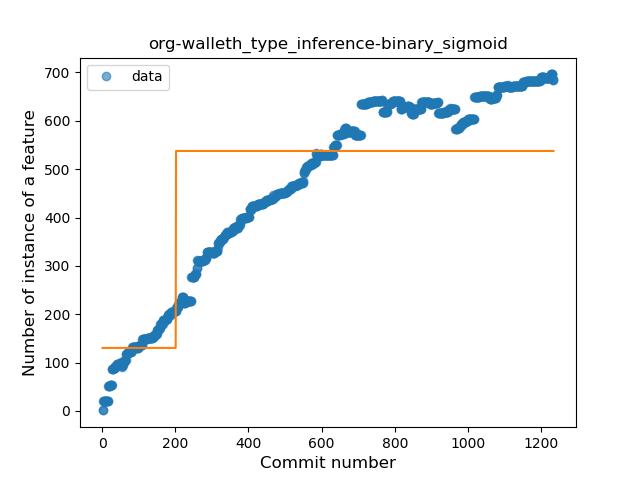 org-walleth_type_inference-binary_sigmoid
data
Number of instance of a feature
700
600
500
400
300
200
100
0
0 200 400 600 800 1000 1200
Commit number